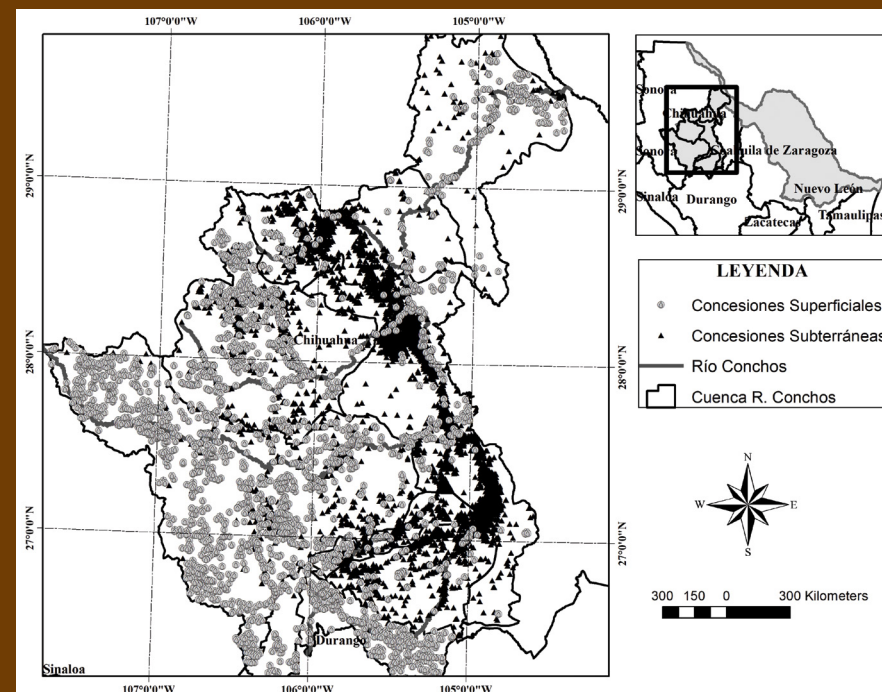 107°0'0"W 106°0'0"W 105°0'0"W
29°0'0"N
28°0'0"N
27°0'0"N
29°0'0"N
28°0'0"N
27°0'0"N
Chihuahua
Durango
Sinaloa
107°0'0"W 106°0'0"W 105°0'0"W
Sonora
Chihuahua
Sonora
Coahuila de Zaragoza
Sinaloa
Durango
Nuevo León
Zacatecas
Tamaulipas
LEYENDA
Concesiones Superficiales
Concesiones Subterráneas
Río Conchos
Cuenca R. Conchos
N
W E
S
300 150 0 300 Kilometers